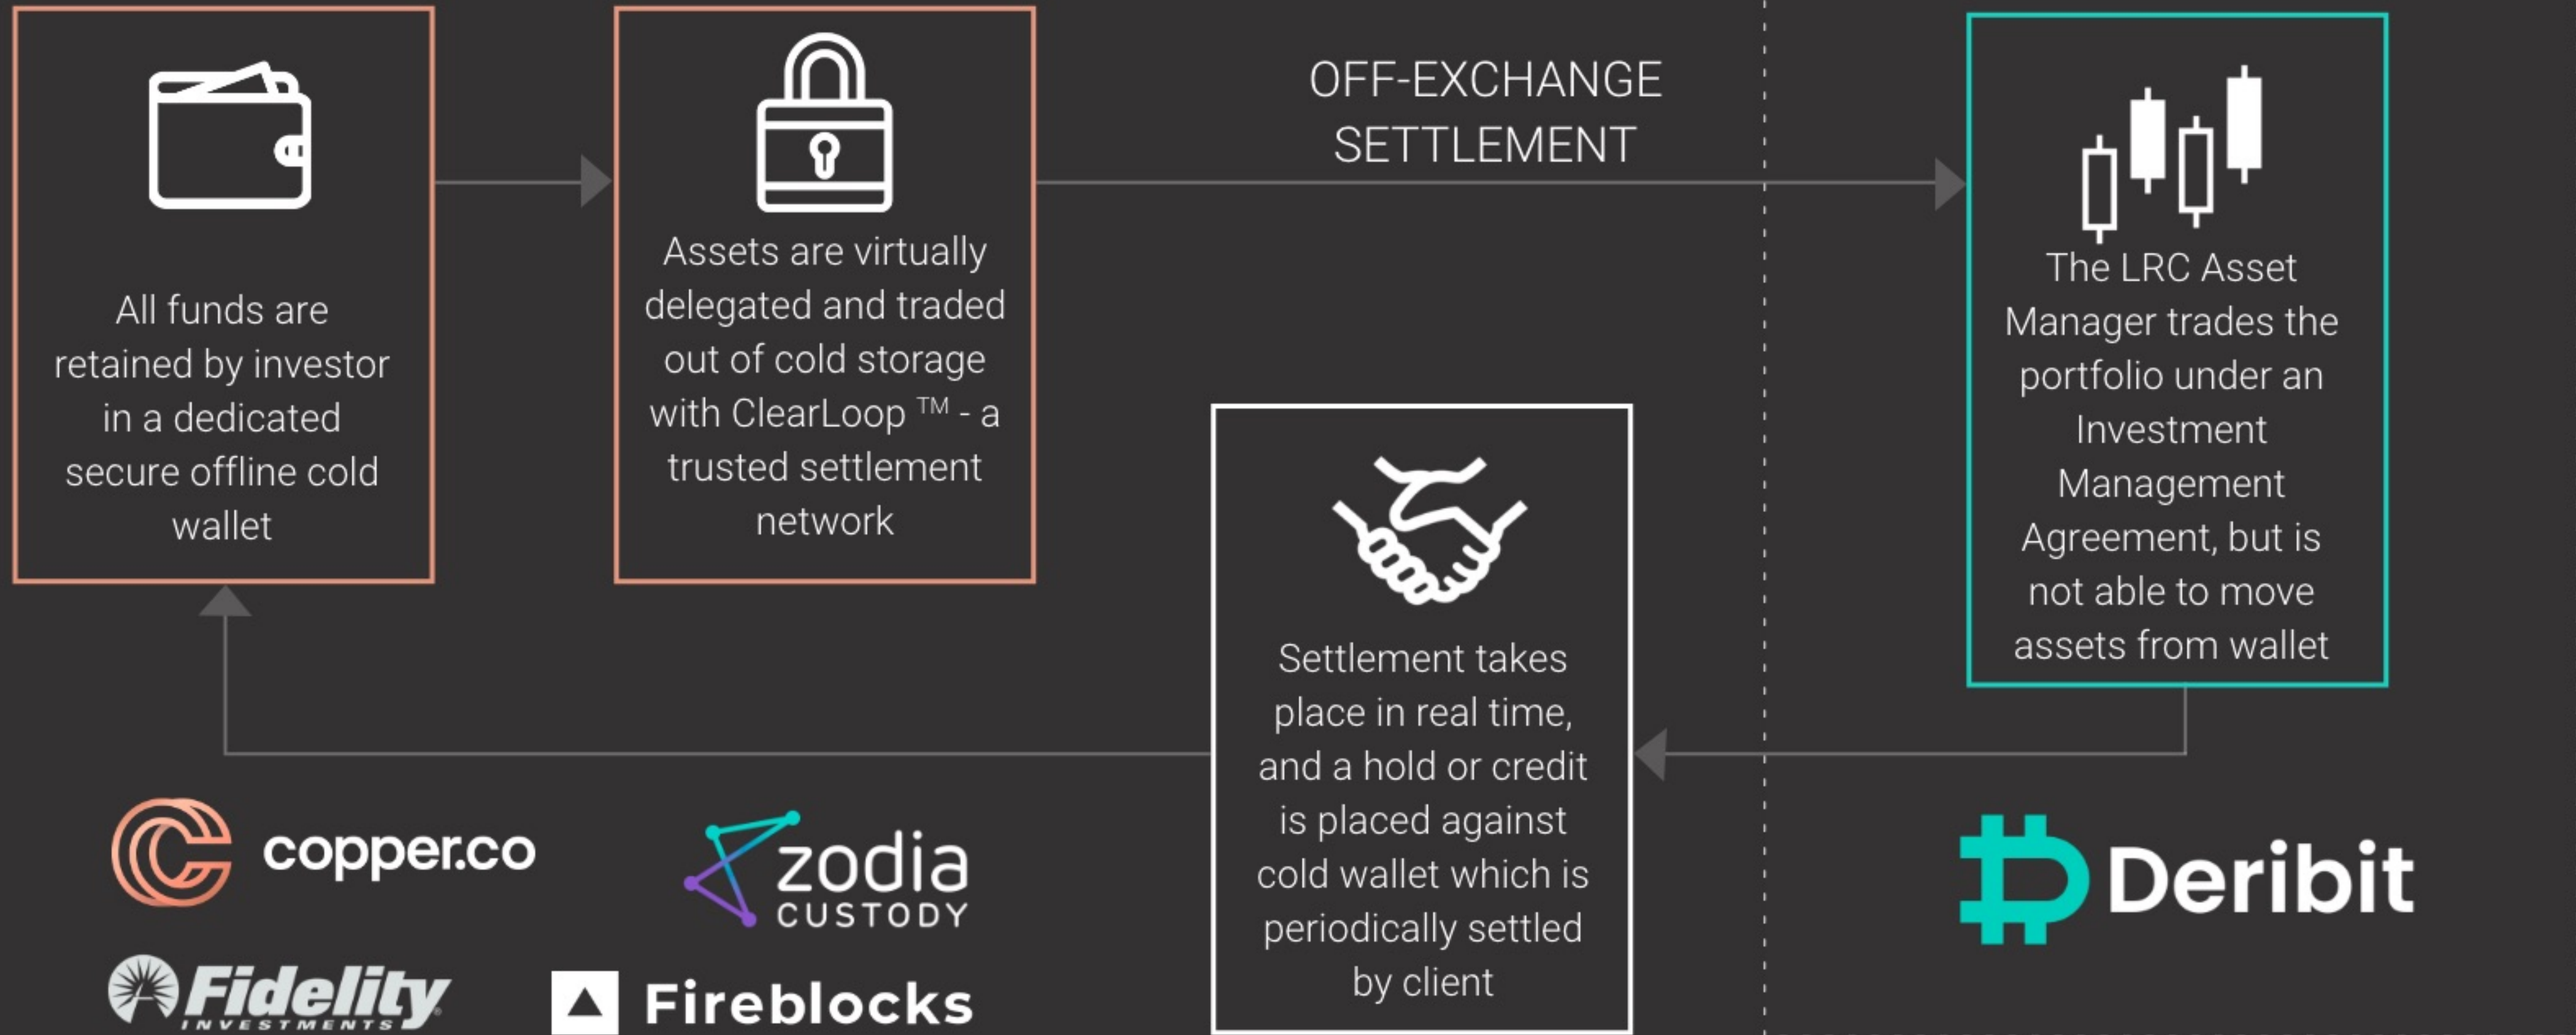 All funds are
retained by investor
in a dedicated
secure offline cold
wallet
Assets are virtually
delegated and traded
out of cold storage
with ClearLoop ™ - a
trusted settlement
network
OFF-EXCHANGE
SETTLEMENT
The LRC Asset
Manager trades the
portfolio under an
Investment
Management
Agreement, but is
not able to move
assets from wallet
Settlement takes
place in real time,
and a hold or credit
is placed against
cold wallet which is
periodically settled
by client
copper.co
zodia
CUSTODY
Fidelity
INVESTMENTS
Fireblocks
Deribit